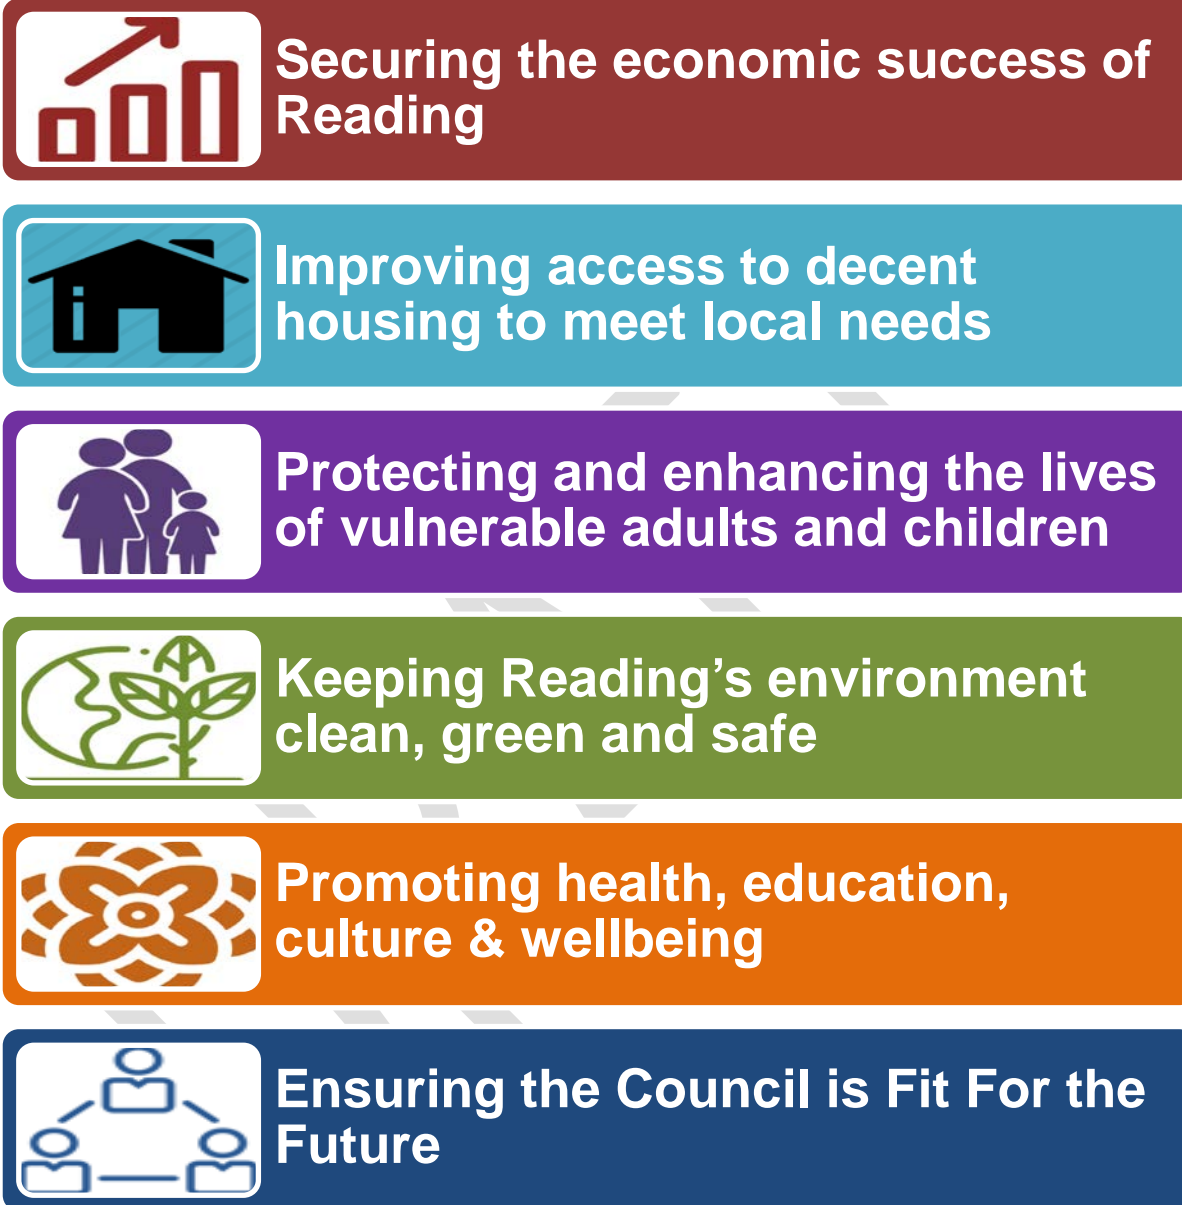 Securing the economic success of
Reading
Improving access to decent
housing to meet local needs
Protecting and enhancing the lives
of vulnerable adults and children
Keeping Reading’s environment
clean, green and safe
Promoting health, education,
culture & wellbeing
Ensuring the Council is Fit For the
Future